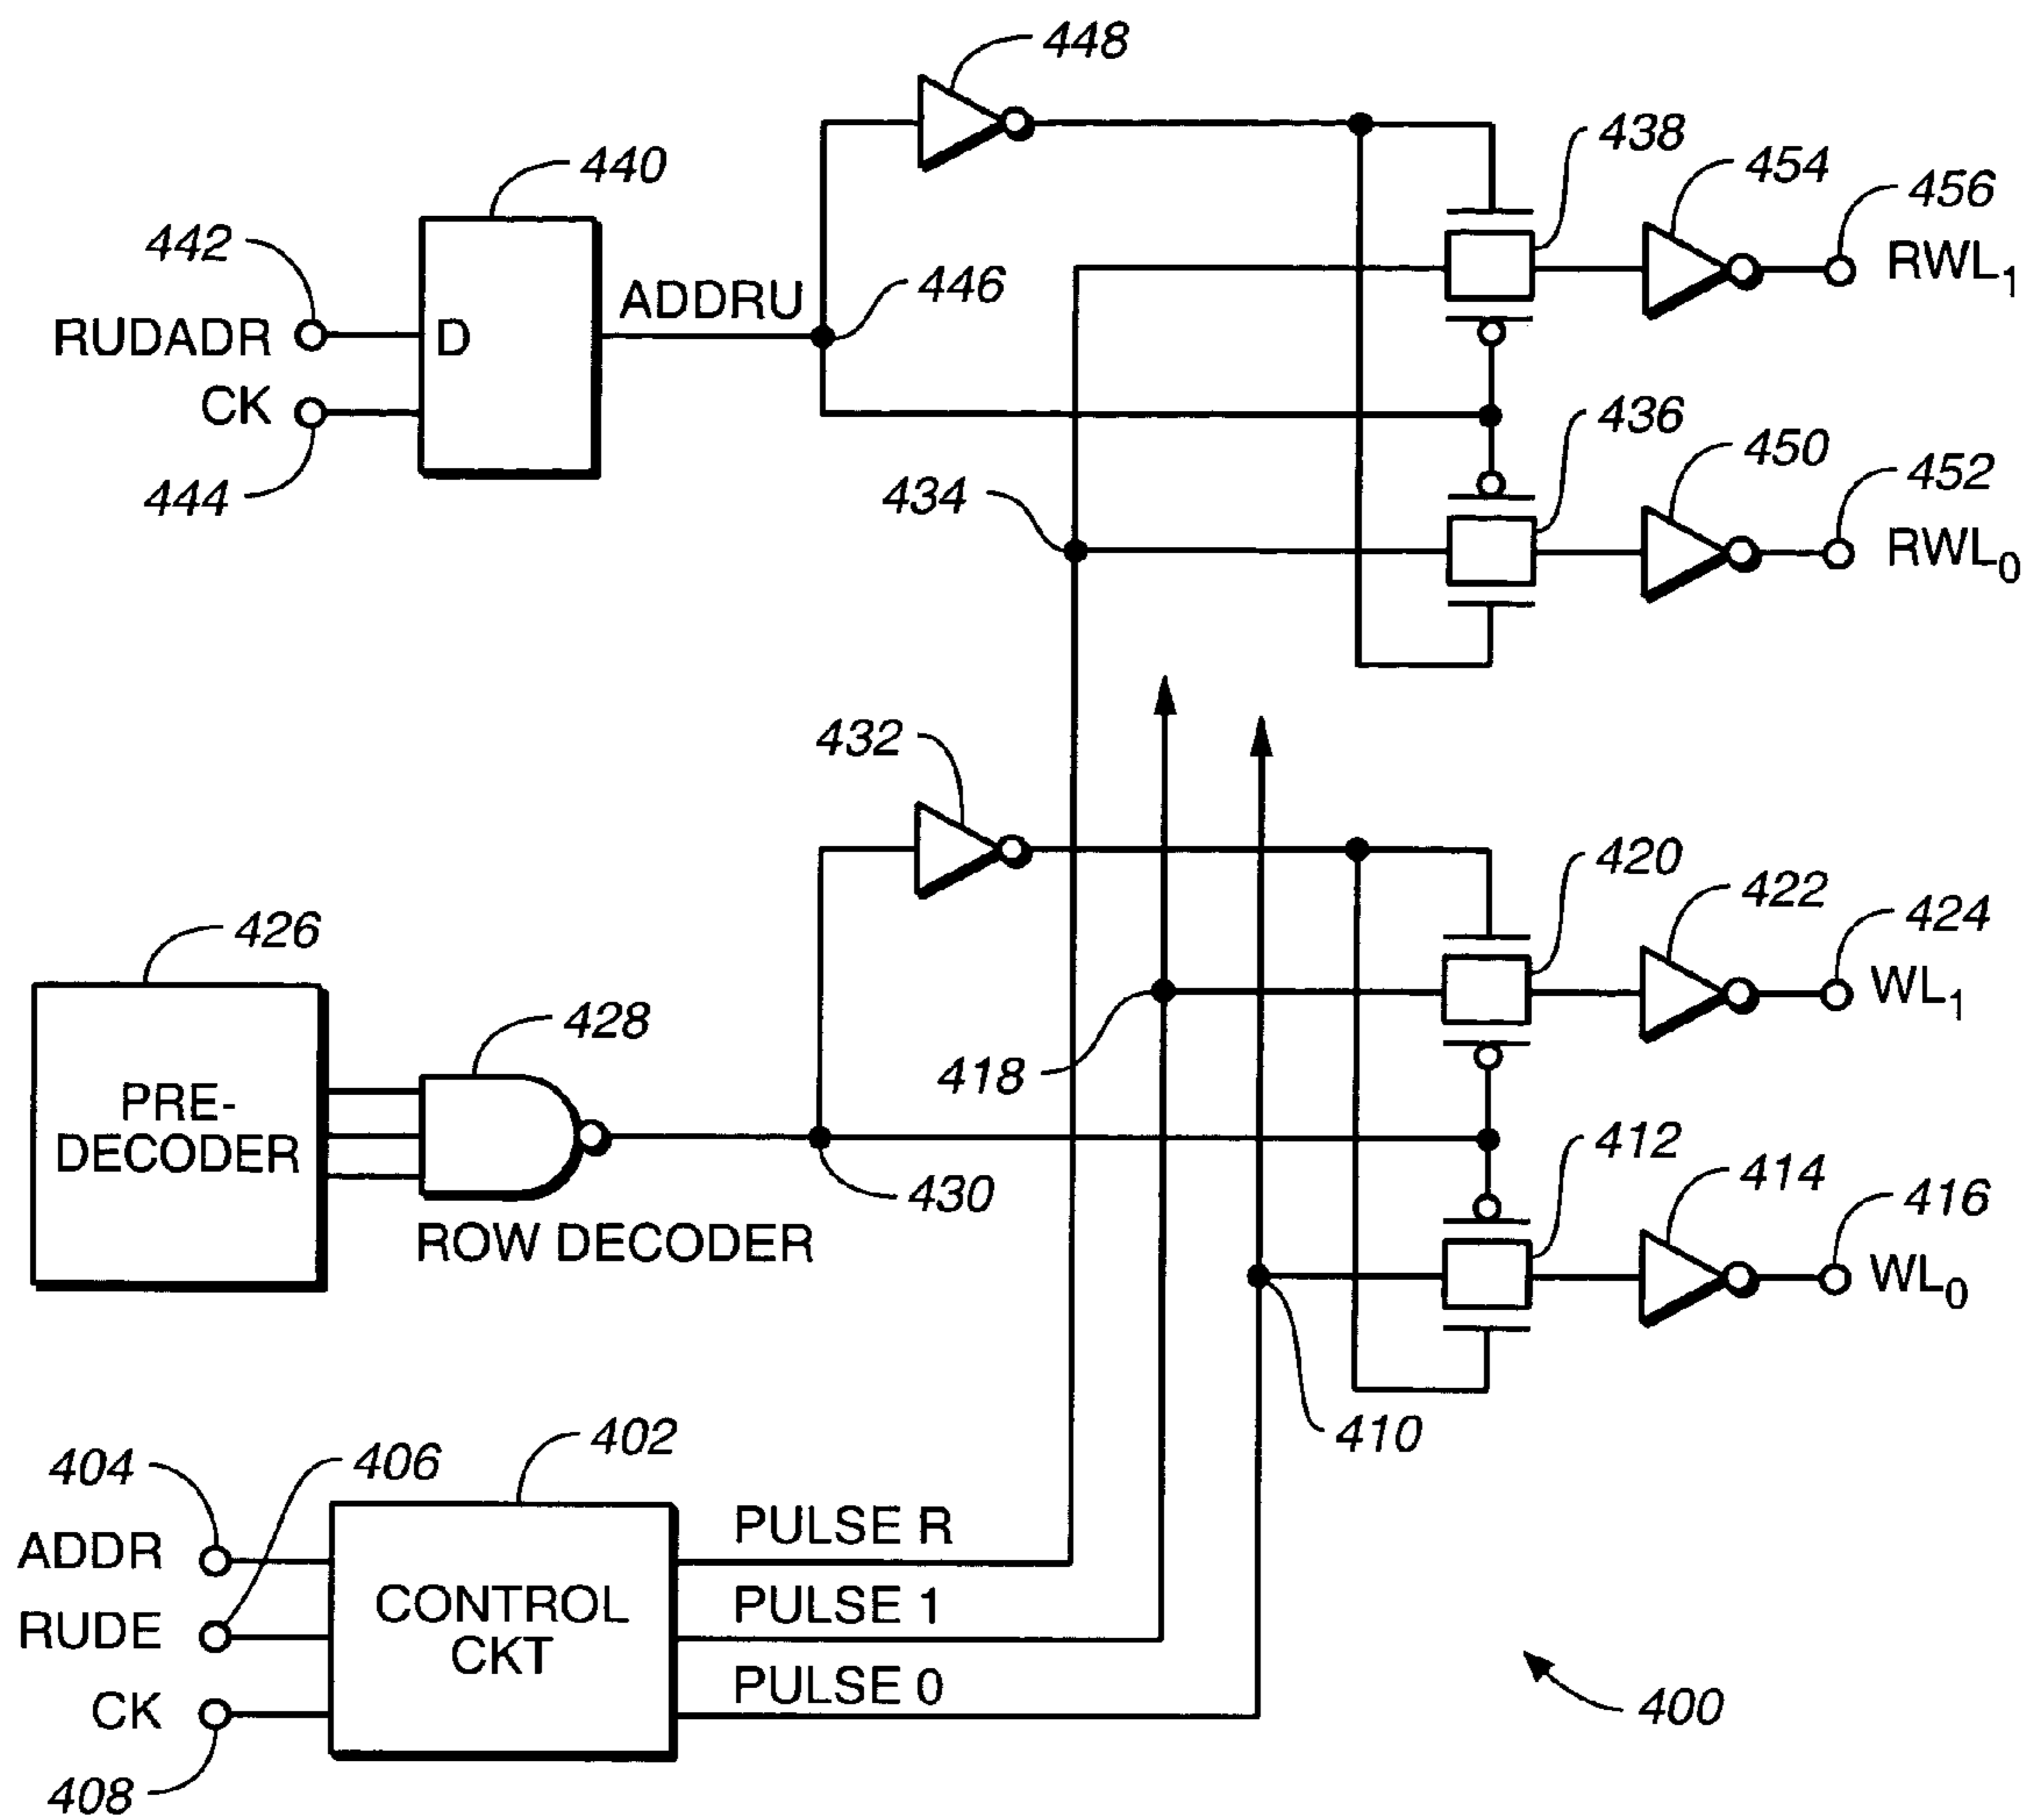 448
438
454
456
RWL1
440
442
ADDRU
446
RUDADR
D
CK
444
436
450
452
434
RWL0
432
420
422
424
WL1
426
428
418
PRE-
DECODER
412
414
416
430
ROW DECODER
WL0
410
402
404
406
PULSE R
ADDR
CONTROL
CKT
PULSE 1
RUDE
PULSE 0
CK
400
408